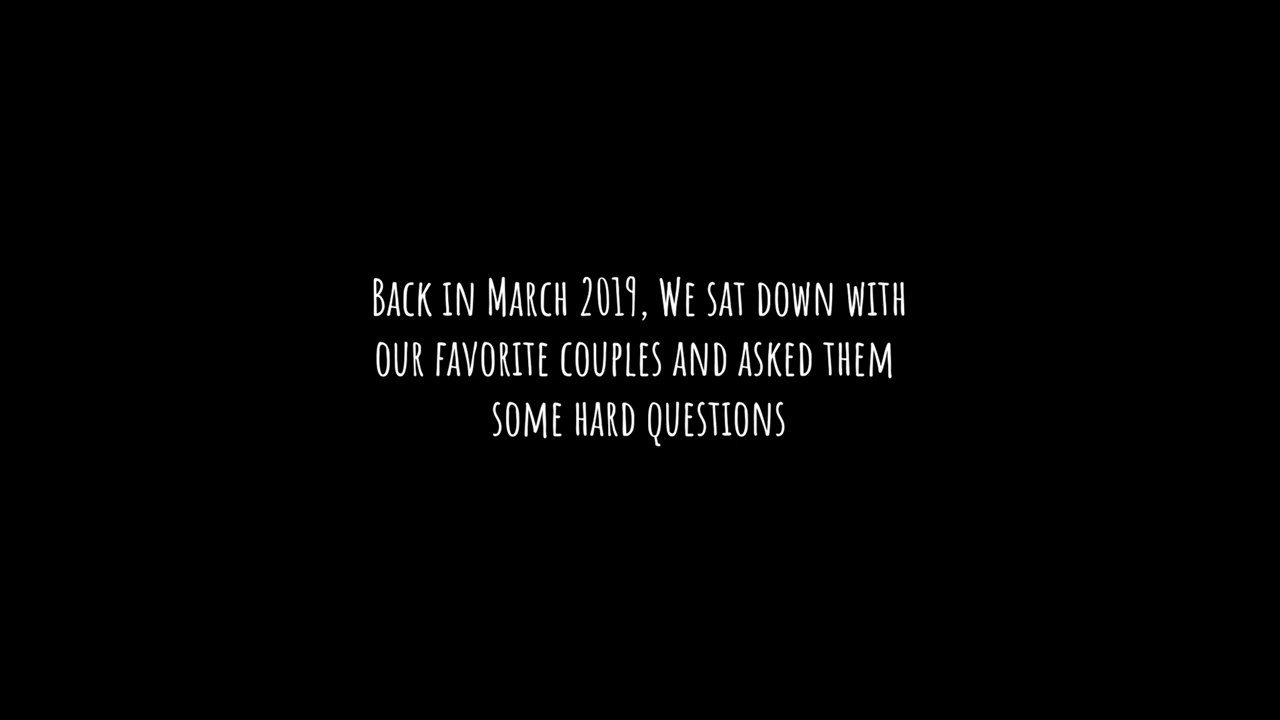 Back in March 2019, We sat down with
our favorite couples and asked them
some hard questions